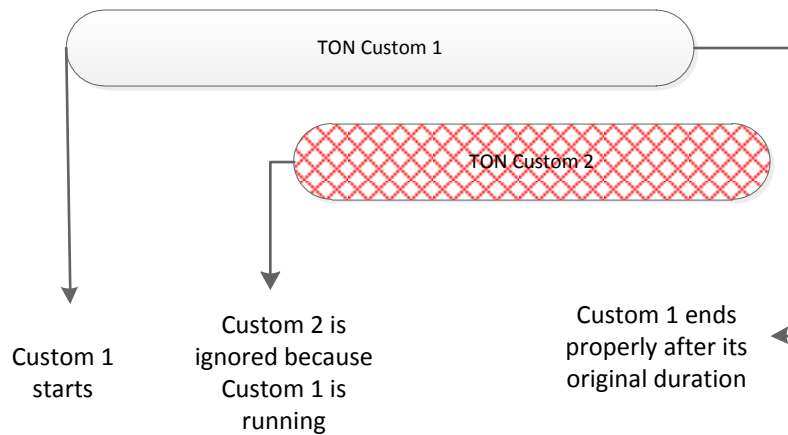 TON Custom 1
TON Custom 2
Custom 1
starts
Custom 2 is
ignored because
Custom 1 is
running
Custom 1 ends
properly after its
original duration